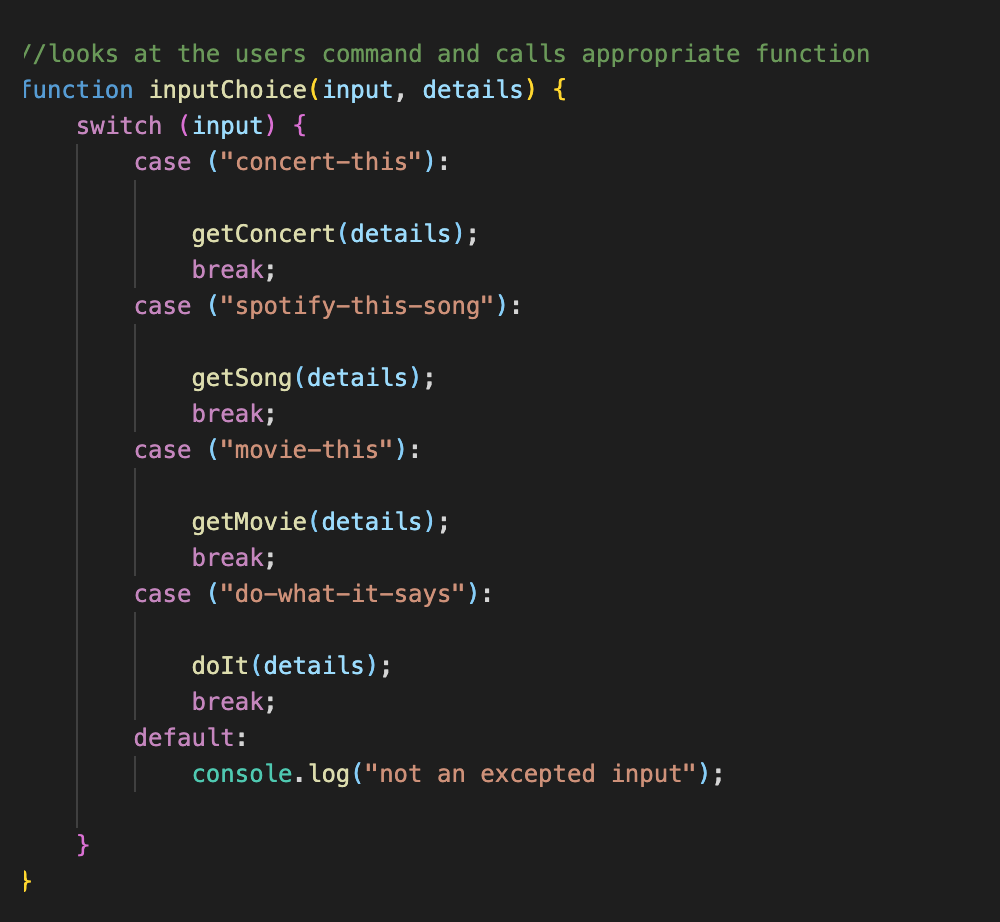 //looks at the users command and calls appropriate function
function inputChoice(input, details) {
    switch (input) {
        case ("concert-this"):

            getConcert(details);
            break;
        case ("spotify-this-song"):

            getSong(details);
            break;
        case ("movie-this"):

            getMovie(details);
            break;
        case ("do-what-it-says"):

            doIt(details);
            break;
        default:
            console.log("not an excepted input");

    }
}